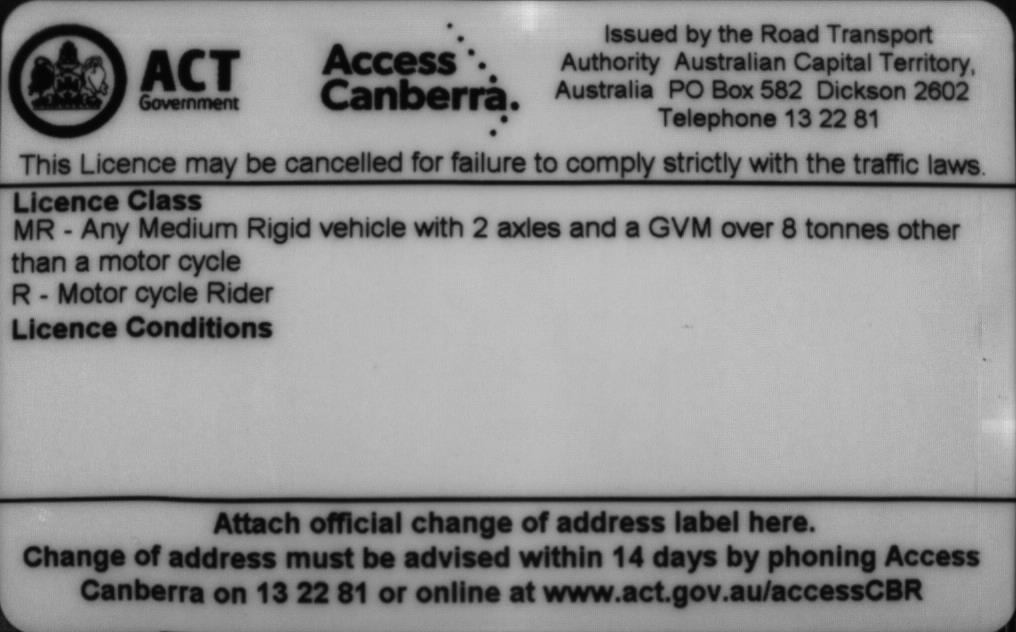 ACT
Government
Access
Canberra.
Issued by the Road Transport
Authority Australian Capital Territory,
Australia PO Box 582 Dickson 2602
Telephone 13 22 81
This Licence may be cancelled for failure to comply strictly with the traffic laws.
Licence Class
MR - Any Medium Rigid vehicle with 2 axles and a GVM over 8 tonnes other
than a motor cycle
R - Motor cycle Rider
Licence Conditions
Attach official change of address label here.
Change of address must be advised within 14 days by phoning Access
Canberra on 13 22 81 or online at www.act.gov.au/accessCBR